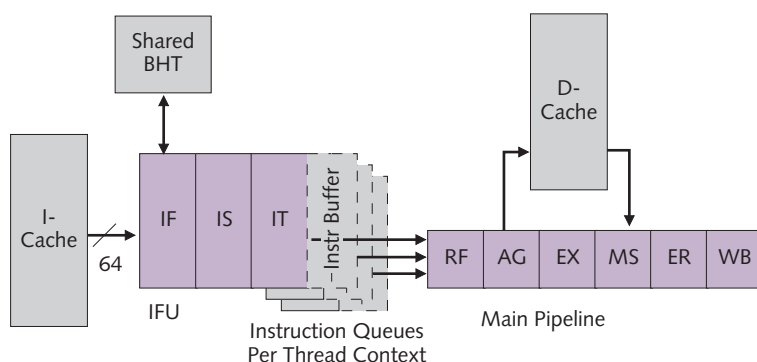 Shared
BHT
D-
Cache
I-
Cache
64
IF IS IT Instr Buffer
RF AG EX MS ER WB
IFU
Instruction Queues
Per Thread Context
Main Pipeline